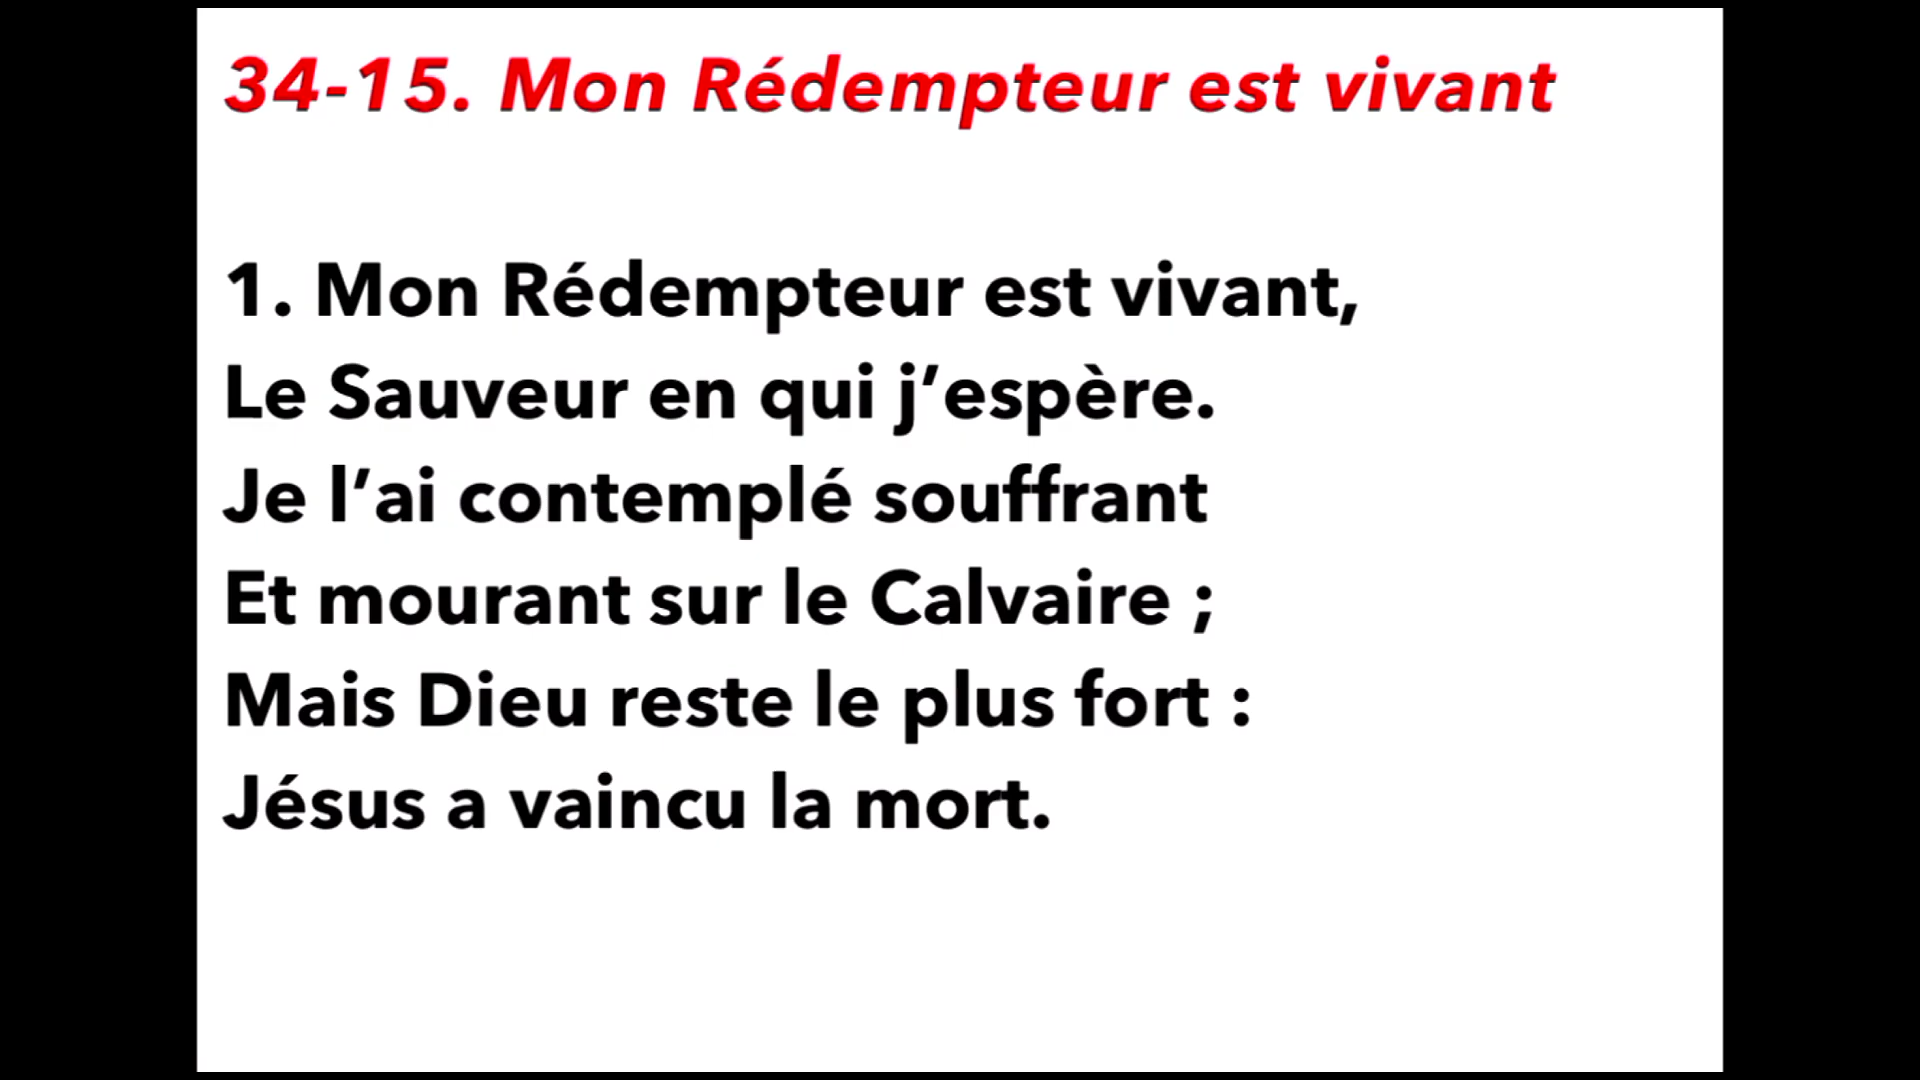 34-15. Mon Rédempteur est vivant
1. Mon Rédempteur est vivant,
Le Sauveur en qui j’espère.
Je l’ai contemplé souffrant
Et mourant sur le Calvaire ;
Mais Dieu reste le plus fort :
Jésus a vaincu la mort.